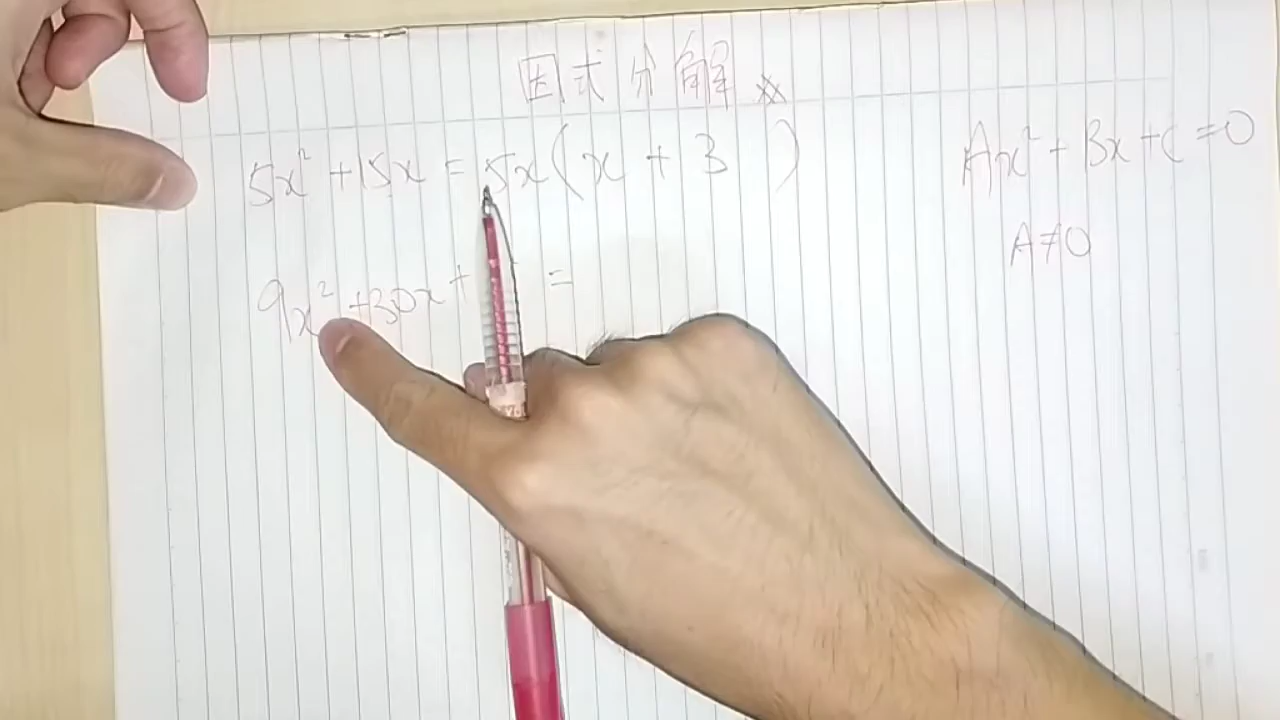 因式分解
5x² + 15x = 5x(x + 3)
Ax² + Bx + C = 0
A ≠ 0
9x² + 30x + =